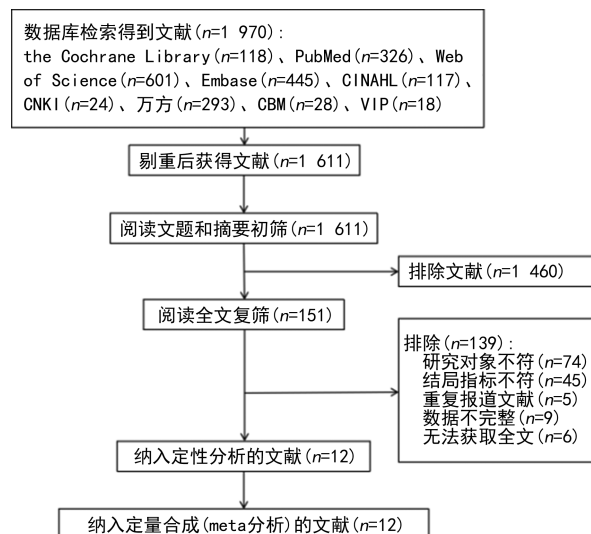 数据库检索得到文献(n=1 970):
the Cochrane Library(n=118)、PubMed(n=326)、Web
of Science(n=601)、Embase(n=445)、CINAHL(n=117)、
CNKI(n=24)、万方(n=293)、CBM(n=28)、VIP(n=18)
剔重后获得文献(n=1 611)
阅读文题和摘要初筛(n=1 611)
排除文献(n=1 460)
阅读全文复筛(n=151)
排除(n=139):
研究对象不符(n=74)
结局指标不符(n=45)
重复报道文献(n=5)
数据不完整(n=9)
无法获取全文(n=6)
纳入定性分析的文献(n=12)
纳入定量合成(meta分析)的文献(n=12)